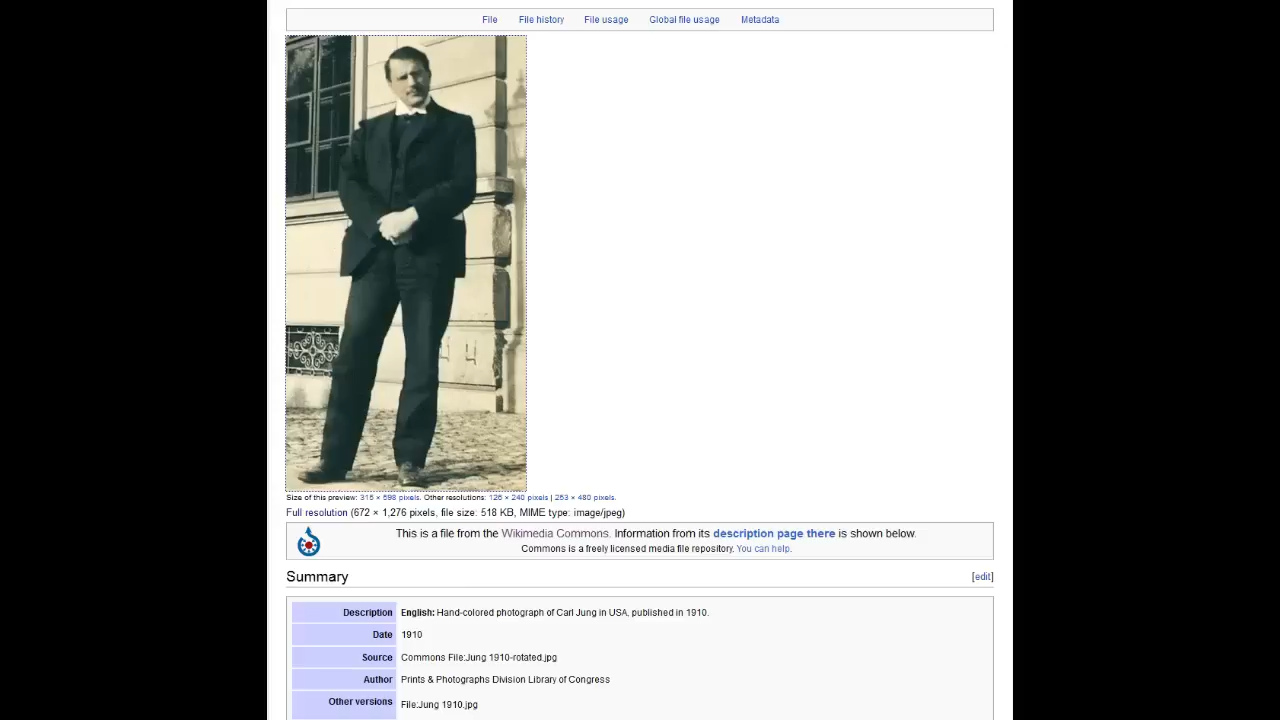 File File history File usage Global file usage Metadata
Size of this preview: 316 × 598 pixels. Other resolutions: 126 × 240 pixels | 253 × 480 pixels.
Full resolution (672 × 1,276 pixels, file size: 518 KB, MIME type: image/jpeg)
This is a file from the Wikimedia Commons. Information from its description page there is shown below.
Commons is a freely licensed media file repository. You can help.
Summary [edit]
Description English: Hand-colored photograph of Carl Jung in USA, published in 1910.
Date 1910
Source Commons File:Jung 1910-rotated.jpg
Author Prints & Photographs Division Library of Congress
Other versions File:Jung 1910.jpg